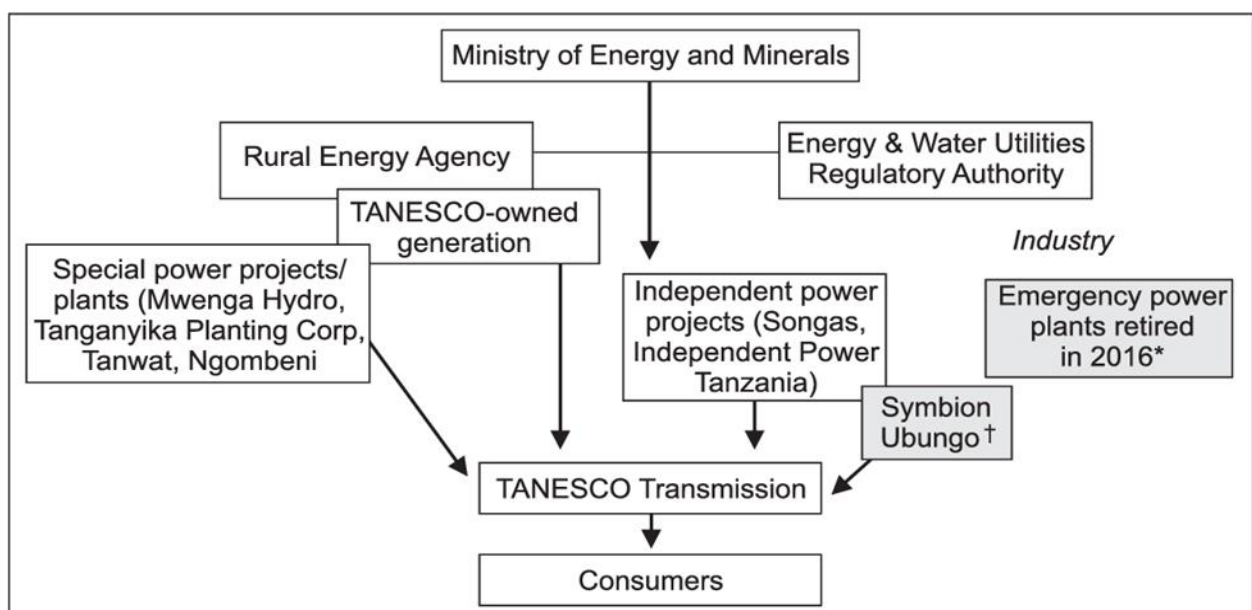 Ministry of Energy and Minerals
Rural Energy Agency
Energy & Water Utilities
Regulatory Authority
TANESCO-owned
generation
Industry
Special power projects/
plants (Mwenga Hydro,
Tanganyika Planting Corp,
Tanwat, Ngombeni
Independent power
projects (Songas,
Independent Power
Tanzania)
Emergency power
plants retired
in 2016*
Symbion
Ubungo†
TANESCO Transmission
Consumers